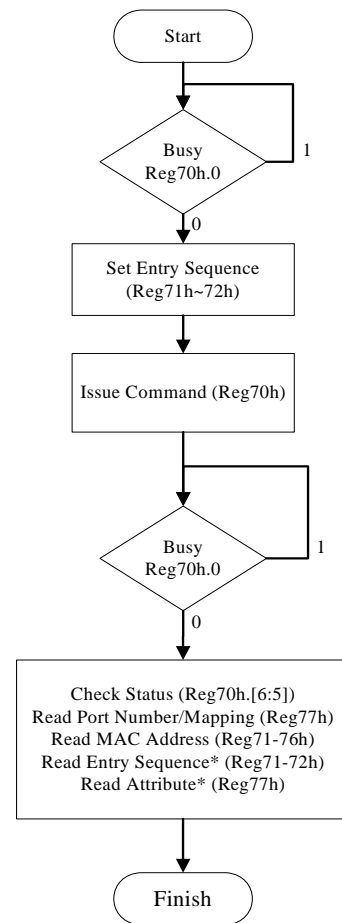 Start
Busy
Reg70h.0
1
0
Set Entry Sequence
(Reg71h~72h)
Issue Command (Reg70h)
Busy
Reg70h.0
1
0
Check Status (Reg70h.[6:5])
Read Port Number/Mapping (Reg77h)
Read MAC Address (Reg71-76h)
Read Entry Sequence* (Reg71-72h)
Read Attribute* (Reg77h)
Finish